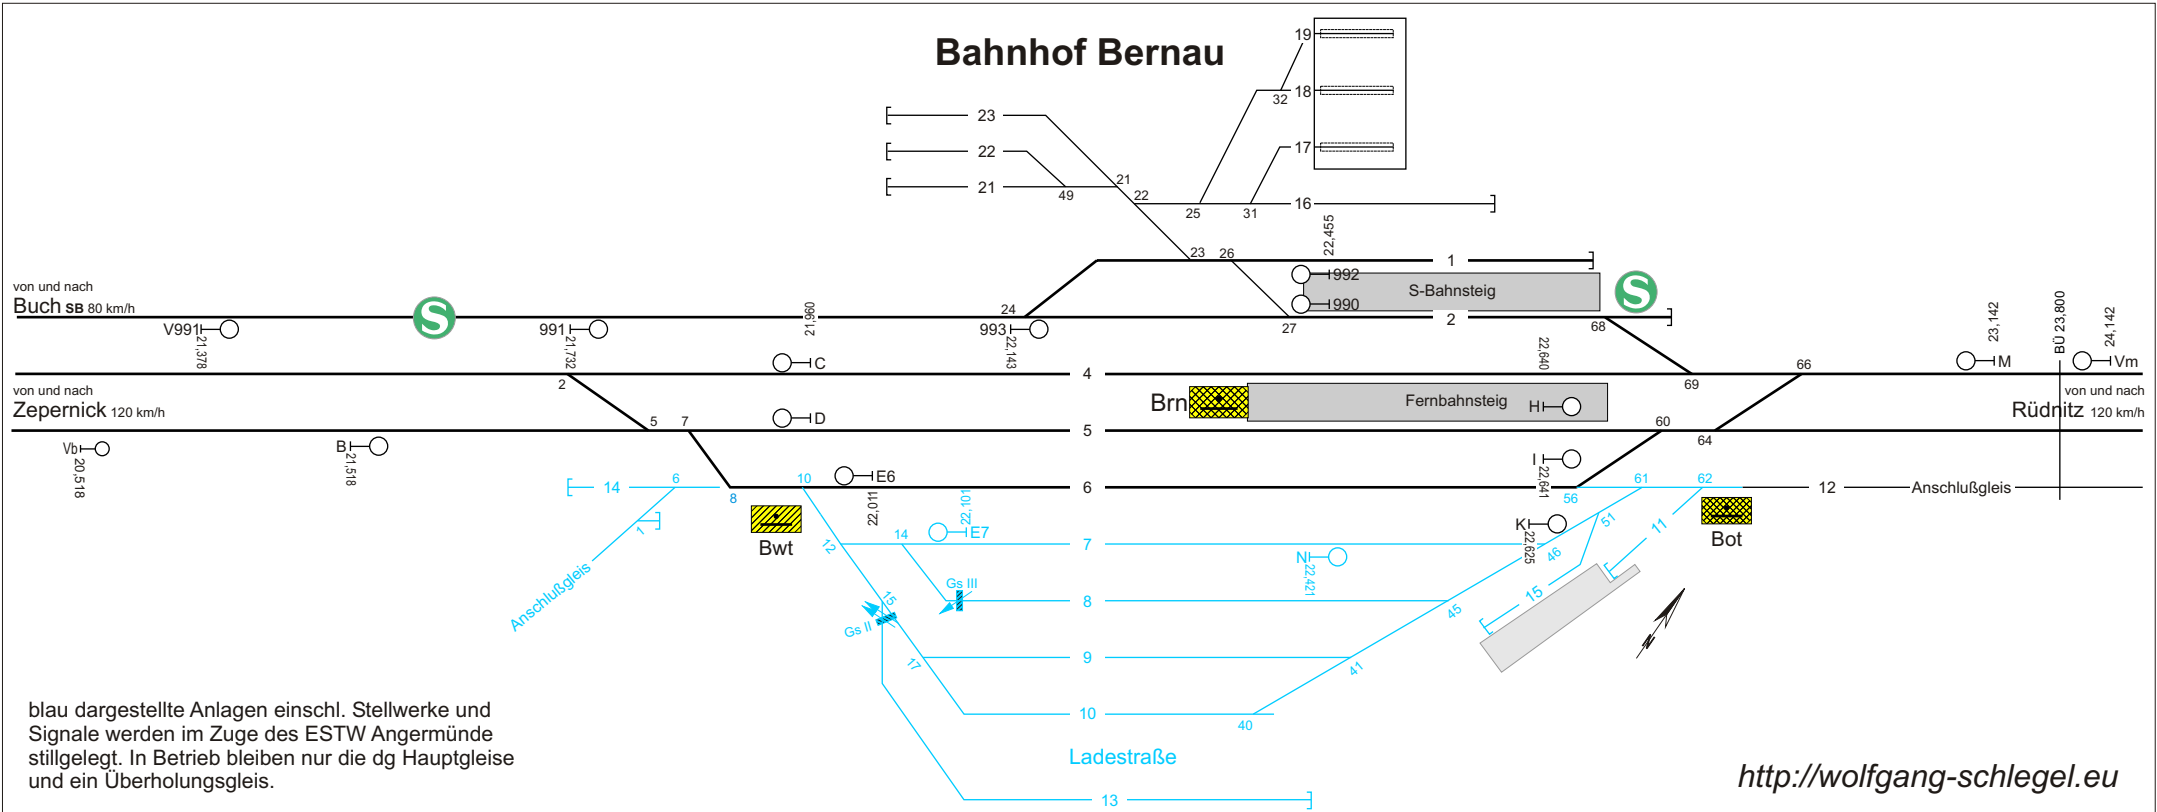 Bahnhof Bernau
19
18
32
17
23
22
21
49
21
22
25
31
16
22,455
23
26
1
992
S-Bahnsteig
990
S
S
von und nach
Buch SB 80 km/h
V991
21,378
991
21,732
21,960
24
993
22,143
27
2
68
C
4
22,640
69
66
23,142
M
BÜ 23,800
24,142
Vm
2
von und nach
Zepernick 120 km/h
Brn
Fernbahnsteig
H
von und nach
Rüdnitz 120 km/h
5
7
D
5
60
64
Vb
20,518
B
21,518
E6
22,011
22,101
I
22,641
14
6
8
10
6
56
61
62
12
Anschlußgleis
1
Anschlußgleis
Bwt
12
14
E7
7
N
22,421
K
22,625
46
51
11
Bot
15
Gs II
Gs III
8
45
15
N
17
9
41
10
40
Ladestraße
13
blau dargestellte Anlagen einschl. Stellwerke und
Signale werden im Zuge des ESTW Angermünde
stillgelegt. In Betrieb bleiben nur die dg Hauptgleise
und ein Überholungsgleis.
http://wolfgang-schlegel.eu